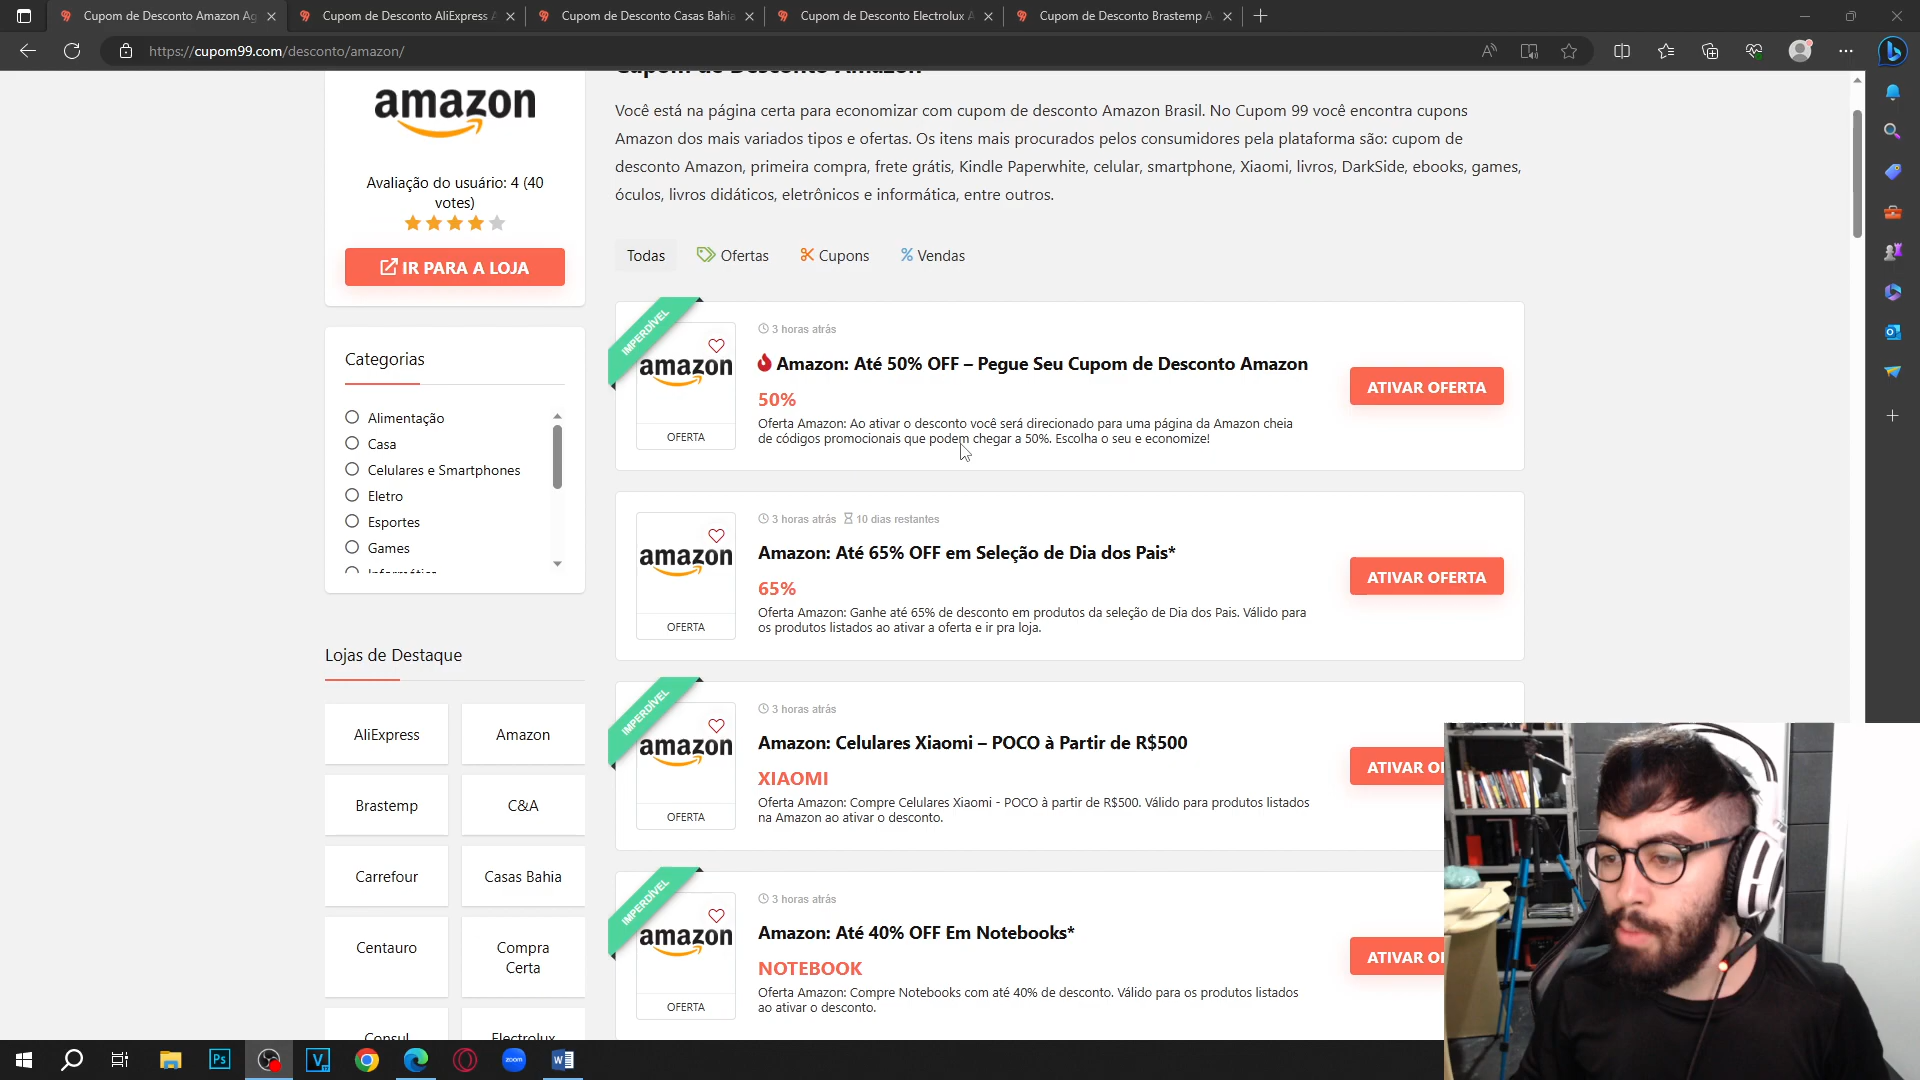 Cupom de Desconto Amazon Ag
Cupom de Desconto AliExpress A
Cupom de Desconto Casas Bahia
Cupom de Desconto Electrolux A
Cupom de Desconto Brastemp A
https://cupom99.com/desconto/amazon/
amazon
Avaliação do usuário: 4 (40
votes)
IR PARA A LOJA
Categorias
Alimentação
Casa
Celulares e Smartphones
Eletro
Esportes
Games
Informática
Lojas de Destaque
AliExpress
Amazon
Brastemp
C&A
Carrefour
Casas Bahia
Centauro
Compra
Certa
Consul
Electrolux
Cupom de Desconto Amazon
Você está na página certa para economizar com cupom de desconto Amazon Brasil. No Cupom 99 você encontra cupons
Amazon dos mais variados tipos e ofertas. Os itens mais procurados pelos consumidores pela plataforma são: cupom de
desconto Amazon, primeira compra, frete grátis, Kindle Paperwhite, celular, smartphone, Xiaomi, livros, DarkSide, ebooks, games,
óculos, livros didáticos, eletrônicos e informática, entre outros.
Todas
Ofertas
Cupons
Vendas
IMPERDÍVEL
amazon
OFERTA
3 horas atrás
Amazon: Até 50% OFF – Pegue Seu Cupom de Desconto Amazon
50%
Oferta Amazon: Ao ativar o desconto você será direcionado para uma página da Amazon cheia
de códigos promocionais que podem chegar a 50%. Escolha o seu e economize!
ATIVAR OFERTA
amazon
OFERTA
3 horas atrás 10 dias restantes
Amazon: Até 65% OFF em Seleção de Dia dos Pais*
65%
Oferta Amazon: Ganhe até 65% de desconto em produtos da seleção de Dia dos Pais. Válido para
os produtos listados ao ativar a oferta e ir pra loja.
ATIVAR OFERTA
IMPERDÍVEL
amazon
OFERTA
3 horas atrás
Amazon: Celulares Xiaomi – POCO à Partir de R$500
XIAOMI
Oferta Amazon: Compre Celulares Xiaomi - POCO à partir de R$500. Válido para produtos listados
na Amazon ao ativar o desconto.
ATIVAR O
IMPERDÍVEL
amazon
OFERTA
3 horas atrás
Amazon: Até 40% OFF Em Notebooks*
NOTEBOOK
Oferta Amazon: Compre Notebooks com até 40% de desconto. Válido para os produtos listados
ao ativar o desconto.
ATIVAR O
Ps
V
zoom
W